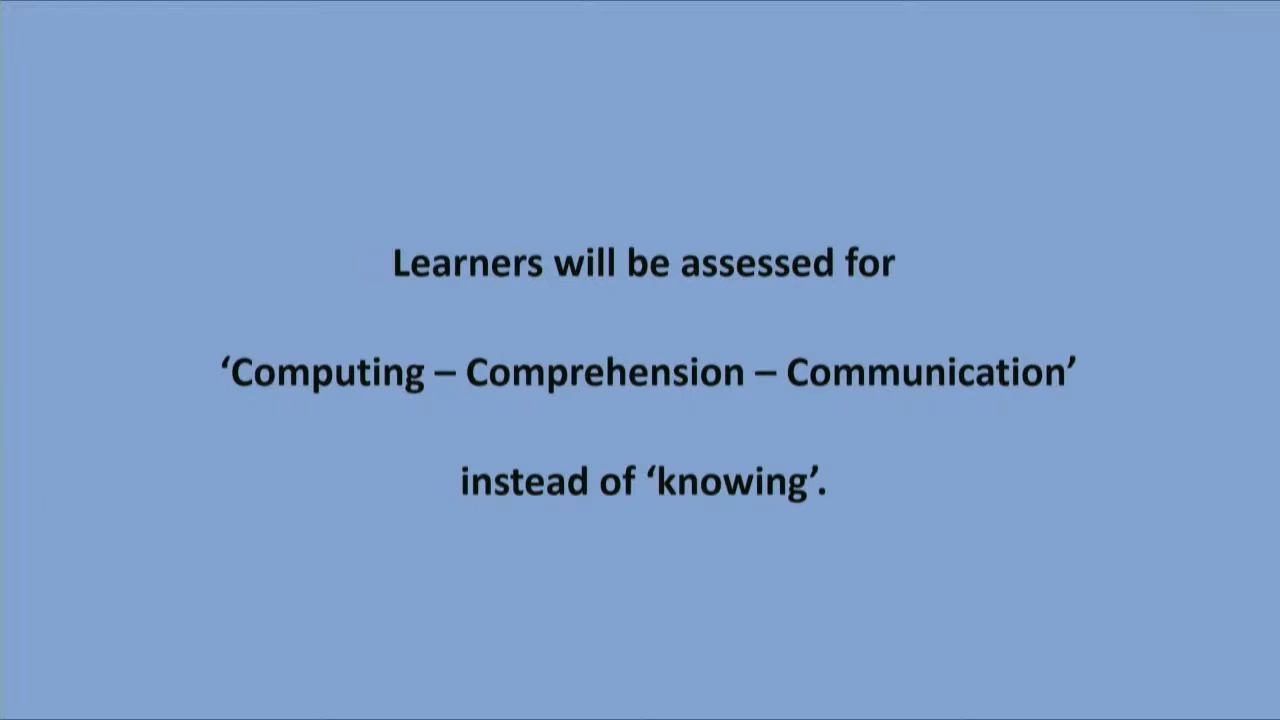 Learners will be assessed for
‘Computing – Comprehension – Communication’
instead of ‘knowing’.